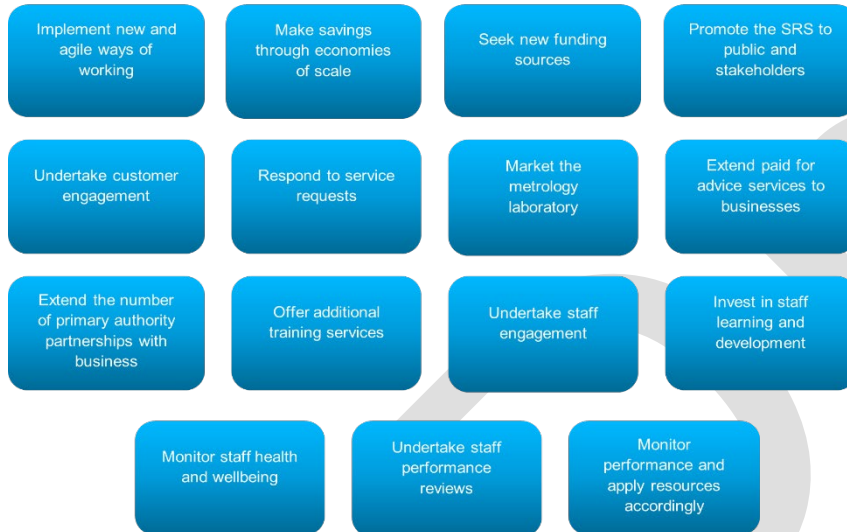 Implement new and
agile ways of
working
Make savings
through economies
of scale
Seek new funding
sources
Promote the SRS to
public and
stakeholders
Undertake customer
engagement
Respond to service
requests
Market the
metrology
laboratory
Extend paid for
advice services to
businesses
Extend the number
of primary authority
partnerships with
business
Offer additional
training services
Undertake staff
engagement
Invest in staff
learning and
development
Monitor staff health
and wellbeing
Undertake staff
performance
reviews
Monitor
performance and
apply resources
accordingly